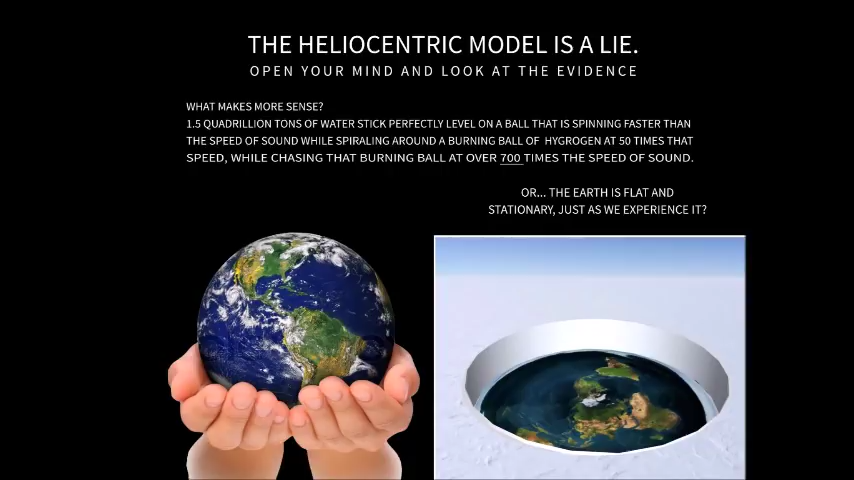 THE HELIOCENTRIC MODEL IS A LIE.
OPEN YOUR MIND AND LOOK AT THE EVIDENCE
WHAT MAKES MORE SENSE?
1.5 QUADRILLION TONS OF WATER STICK PERFECTLY LEVEL ON A BALL THAT IS SPINNING FASTER THAN
THE SPEED OF SOUND WHILE SPIRALING AROUND A BURNING BALL OF HYGROGEN AT 50 TIMES THAT
SPEED, WHILE CHASING THAT BURNING BALL AT OVER 700 TIMES THE SPEED OF SOUND.
OR... THE EARTH IS FLAT AND
STATIONARY, JUST AS WE EXPERIENCE IT?